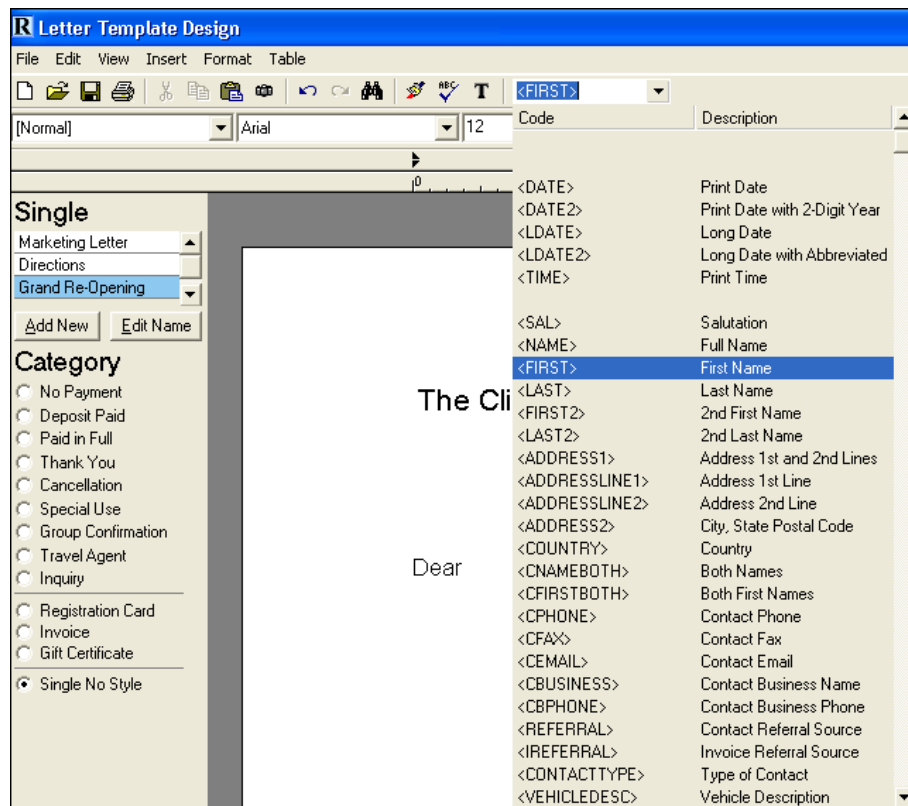 R Letter Template Design
File Edit View Insert Format Table
ABC T <FIRST>
[Normal] Arial 12
Code Description
0
<DATE> Print Date
<DATE2> Print Date with 2-Digit Year
<LDATE> Long Date
<LDATE2> Long Date with Abbreviated
<TIME> Print Time
<SAL> Salutation
<NAME> Full Name
<FIRST> First Name
<LAST> Last Name
<FIRST2> 2nd First Name
<LAST2> 2nd Last Name
<ADDRESS1> Address 1st and 2nd Lines
<ADDRESSLINE1> Address 1st Line
<ADDRESSLINE2> Address 2nd Line
<ADDRESS2> City, State Postal Code
<COUNTRY> Country
<CNAMEBOTH> Both Names
<CFIRSTBOTH> Both First Names
<CPHONE> Contact Phone
<CFAX> Contact Fax
<CEMAIL> Contact Email
<CBUSINESS> Contact Business Name
<CBPHONE> Contact Business Phone
<REFERRAL> Contact Referral Source
<IREFERRAL> Invoice Referral Source
<CONTACTTYPE> Type of Contact
<VEHICLEDESC> Vehicle Description
Single
Marketing Letter
Directions
Grand Re-Opening
Add New Edit Name
Category
No Payment
Deposit Paid
Paid in Full
Thank You
Cancellation
Special Use
Group Confirmation
Travel Agent
Inquiry
Registration Card
Invoice
Gift Certificate
Single No Style
The Cli
Dear